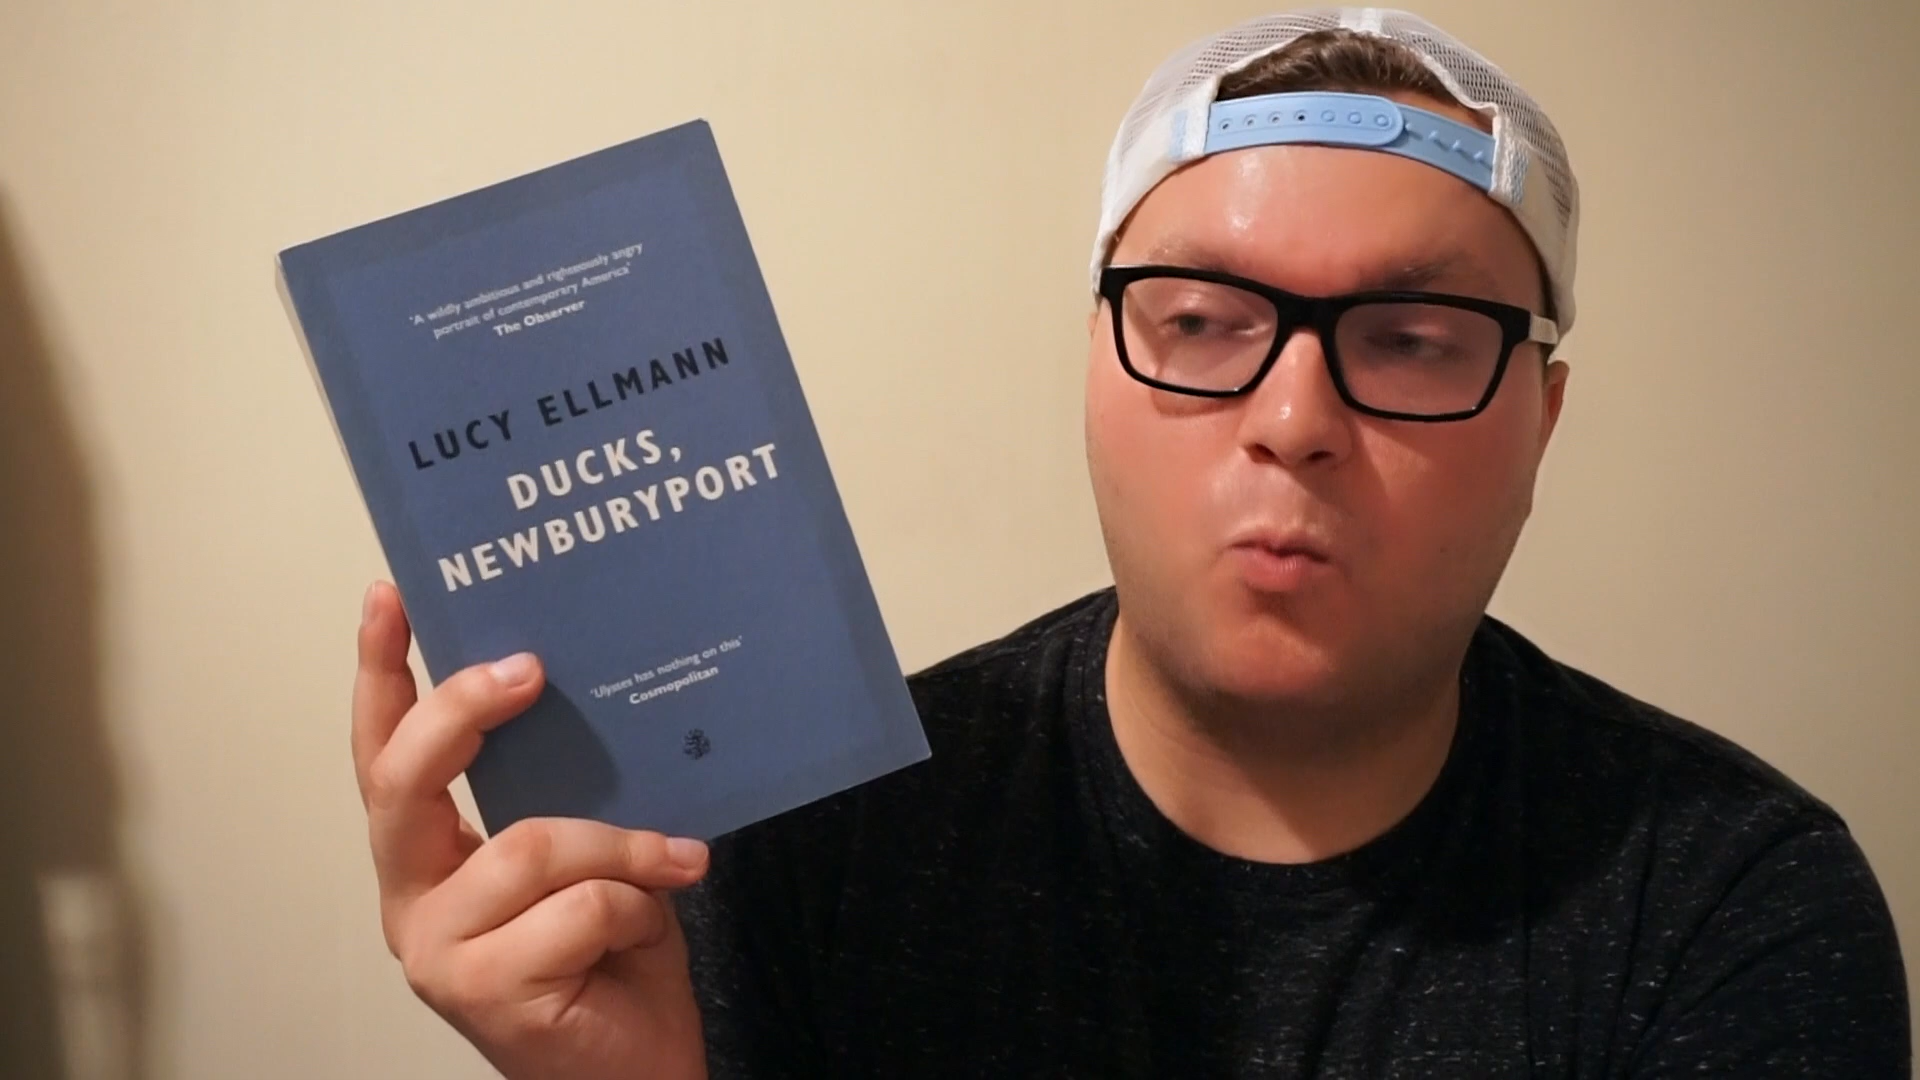 'A wildly ambitious and righteously angry
portrait of contemporary America'
The Observer
LUCY ELLMANN
DUCKS,
NEWBURYPORT
'Ulysses has nothing on this'
Cosmopolitan